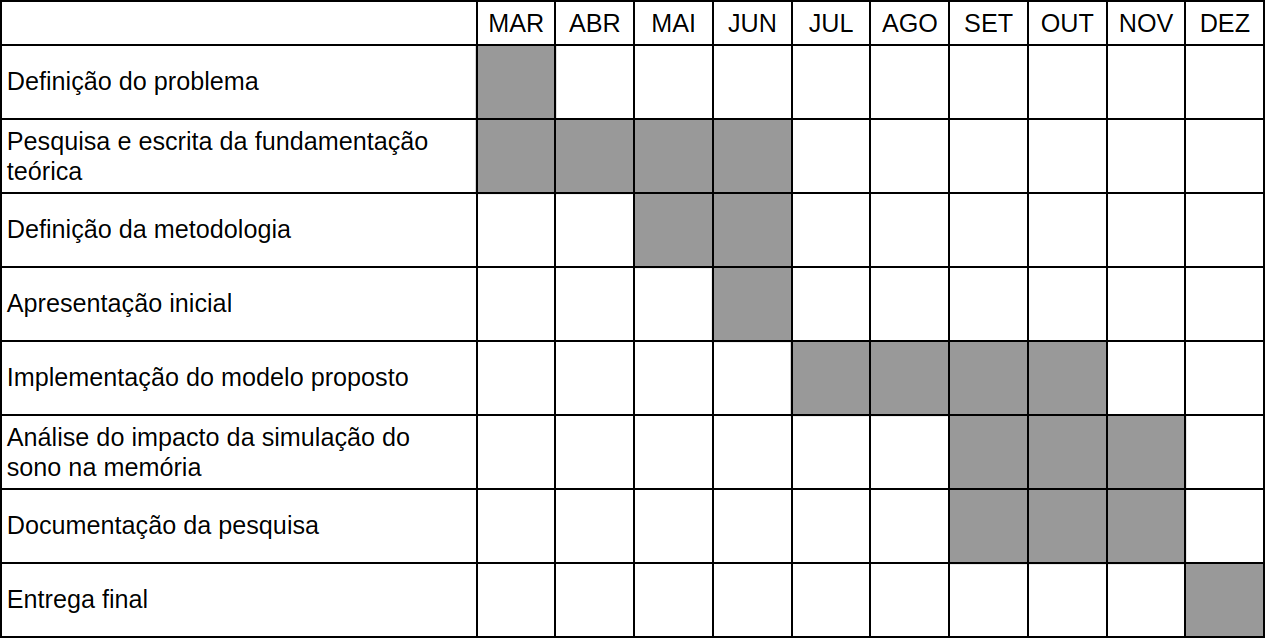 MAR ABR MAI JUN JUL AGO SET OUT NOV DEZ
Definição do problema
Pesquisa e escrita da fundamentação
teórica
Definição da metodologia
Apresentação inicial
Implementação do modelo proposto
Análise do impacto da simulação do
sono na memória
Documentação da pesquisa
Entrega final